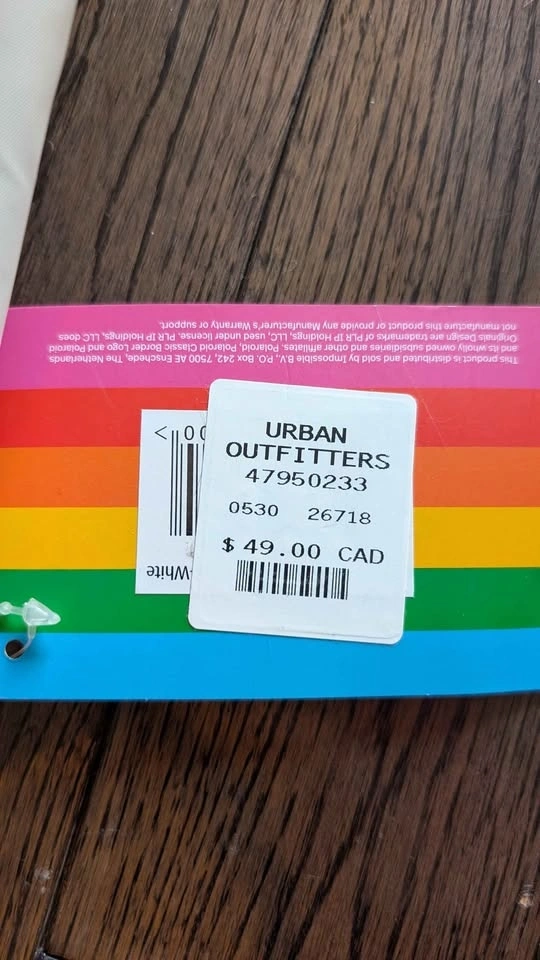 This product is distributed and sold by Impossible B.V., P.O. Box 242, 7500 AE Enschede, The Netherlands
and its wholly owned subsidiaries and other affiliates. Polaroid, Polaroid Classic Border Logo and Polaroid
Originals Design are trademarks of PLR IP Holdings, LLC, used under license. PLR IP Holdings, LLC does
not manufacture this product or provide any Manufacturer's Warranty or support.
URBAN
OUTFITTERS
47950233
0530 26718
$ 49.00 CAD
00 >
-White